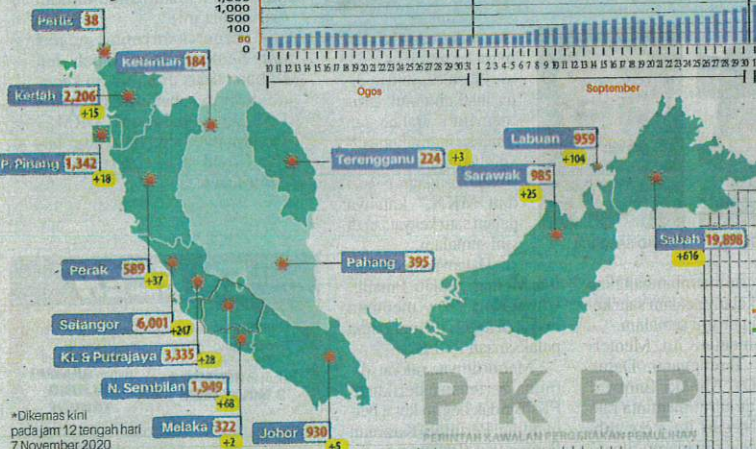 1,000
500
100
60
0
10 11 12 13 14 15 16 17 18 19 20 21 22 23 24 25 26 27 28 29 30 31
1 2 3 4 5 6 7 8 9 10 11 12 13 14 15 16 17 18 19 20 21 22 23 24 25 26 27 28 29 30
Ogos
September
Perlis 38
Kelantan 184
Kedah 2,206
+15
P. Pinang 1,342
+18
Terengganu 224 +3
Labuan 959
+104
Sarawak 985
+25
Sabah 19,898
+616
Perak 589
+37
Pahang 395
Selangor 6,001
+247
KL & Putrajaya 3,335
+28
N. Sembilan 1,949
+68
Melaka 322
+2
Johor 930
+5
*Dikemas kini
pada jam 12 tengah hari
7 November 2020
PKPP
PERINTAH KAWALAN PERGERAKAN PEMULIHAN